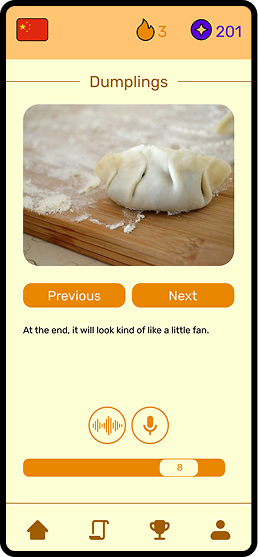 3
201
Dumplings
Previous
Next
At the end, it will look kind of like a little fan.
8